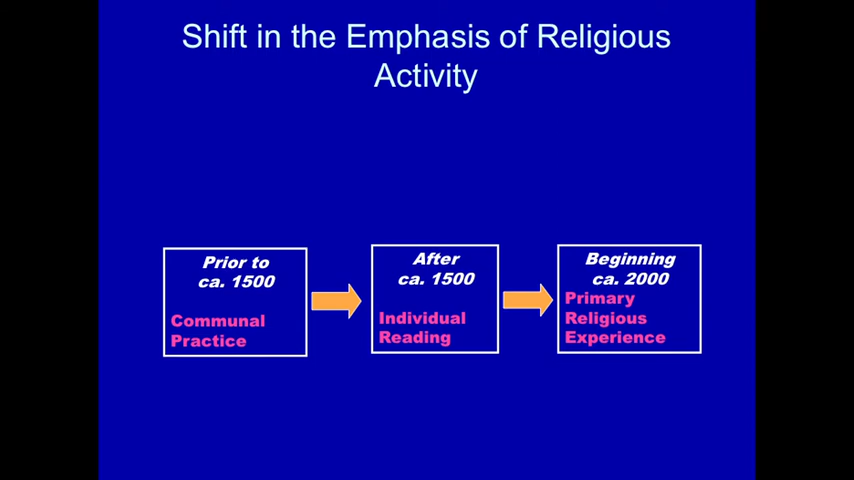 Shift in the Emphasis of Religious
Activity
Prior to
ca. 1500
Communal
Practice
After
ca. 1500
Individual
Reading
Beginning
ca. 2000
Primary
Religious
Experience